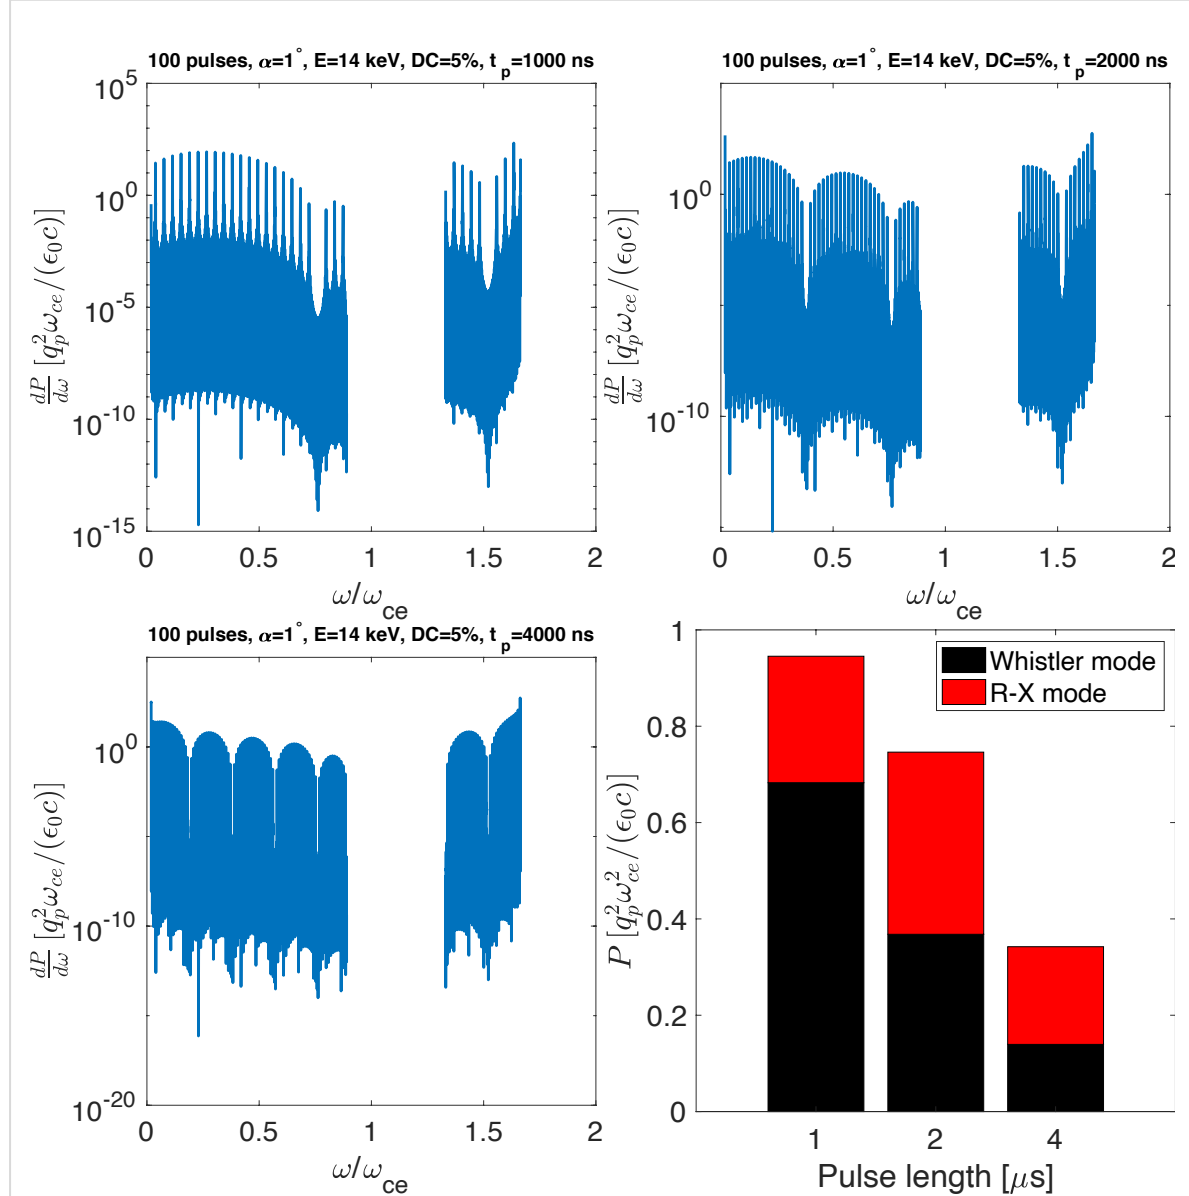 100 pulses, α=1°, E=14 keV, DC=5%, t_p=1000 ns
10^5
10^0
10^-5
10^-10
10^-15
dP/dω [q_p^2 ω_ce/(ϵ_0 c)]
0 0.5 1 1.5 2
ω/ω_ce
100 pulses, α=1°, E=14 keV, DC=5%, t_p=2000 ns
10^0
10^-10
dP/dω [q_p^2 ω_ce/(ϵ_0 c)]
0 0.5 1 1.5 2
ω/ω_ce
100 pulses, α=1°, E=14 keV, DC=5%, t_p=4000 ns
10^0
10^-10
10^-20
dP/dω [q_p^2 ω_ce/(ϵ_0 c)]
0 0.5 1 1.5 2
ω/ω_ce
1
0.8
0.6
0.4
0.2
0
P [q_p^2 ω_ce^2/(ϵ_0 c)]
Whistler mode
R-X mode
1 2 4
Pulse length [μs]